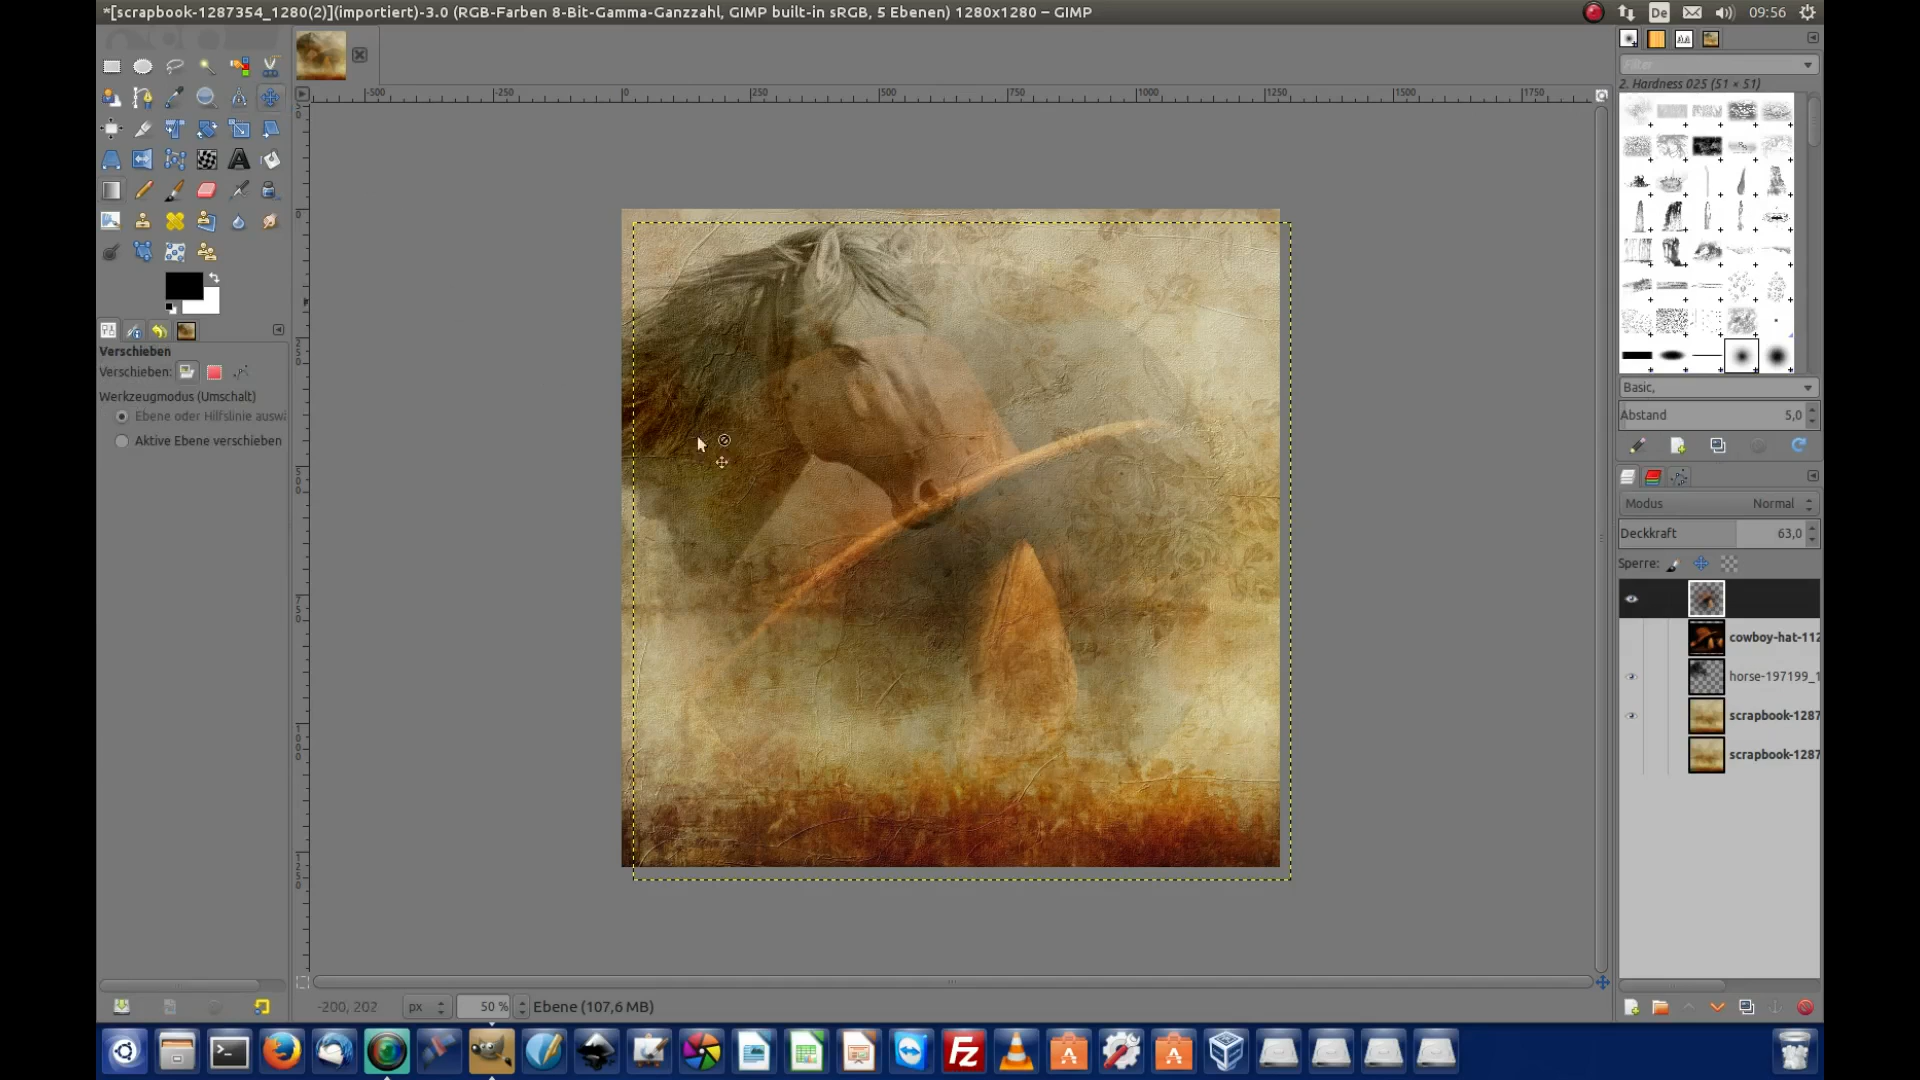 *[scrapbook-1287354_1280(2)](importiert)-3.0 (RGB-Farben 8-Bit-Gamma-Ganzzahl, GIMP built-in sRGB, 5 Ebenen) 1280x1280 – GIMP
De
09:56
Filter
2. Hardness 025 (51 × 51)
-500
-250
0
250
500
750
1000
1250
1500
1750
Verschieben
Verschieben:
Werkzeugmodus (Umschalt)
Ebene oder Hilfslinie auswä
Aktive Ebene verschieben
Basic,
Abstand 5,0
Modus Normal
Deckkraft 63,0
Sperre:
cowboy-hat-112
horse-197199_1
scrapbook-1287
scrapbook-1287
-200, 202
px
50 %
Ebene (107,6 MB)